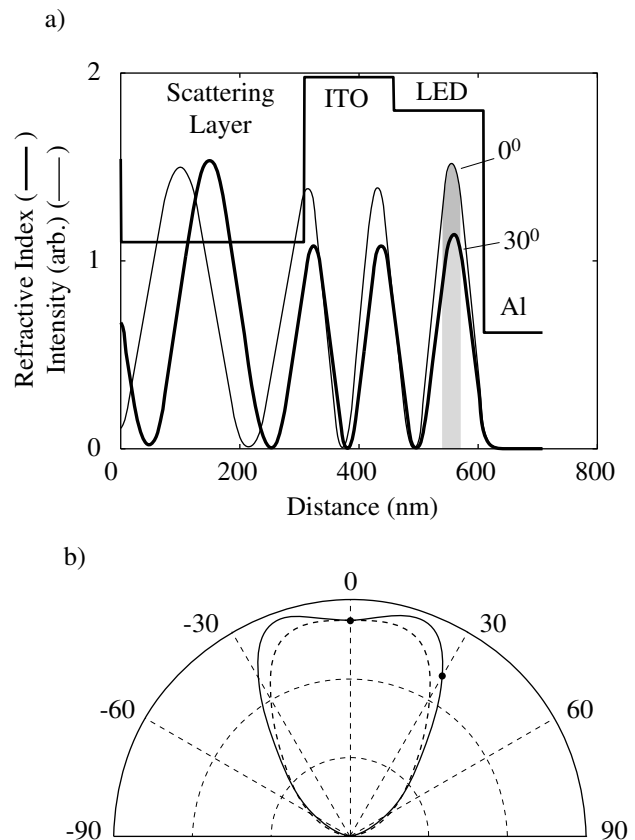 a)
2
Scattering
Layer
ITO
LED
0⁰
1
30⁰
Al
0
0
200
400
600
800
Distance (nm)
Refractive Index (—)
Intensity (arb.) (—)
b)
0
-30
30
-60
60
-90
90